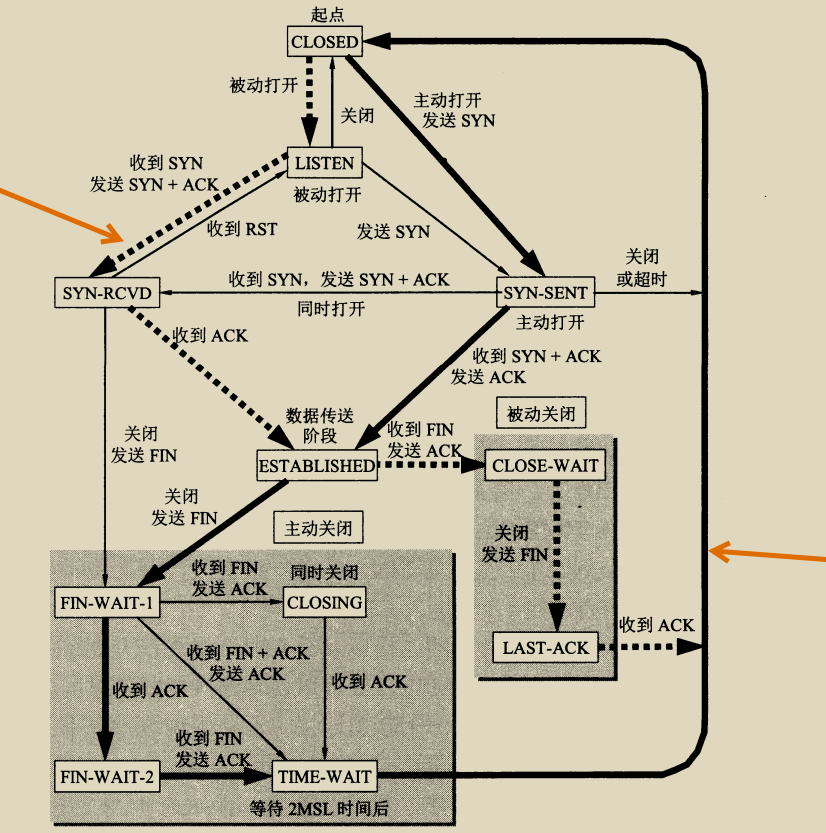 起点
CLOSED
被动打开
关闭
主动打开
发送 SYN
收到 SYN
发送 SYN + ACK
LISTEN
被动打开
收到 RST
发送 SYN
关闭
或超时
SYN-RCVD
收到 SYN，发送 SYN + ACK
同时打开
SYN-SENT
主动打开
收到 ACK
收到 SYN + ACK
发送 ACK
数据传送
阶段
ESTABLISHED
收到 FIN
发送 ACK
被动关闭
CLOSE-WAIT
关闭
发送 FIN
关闭
发送 FIN
主动关闭
关闭
发送 FIN
LAST-ACK
收到 ACK
FIN-WAIT-1
收到 FIN
发送 ACK
同时关闭
CLOSING
收到 ACK
收到 FIN + ACK
发送 ACK
收到 ACK
FIN-WAIT-2
收到 FIN
发送 ACK
TIME-WAIT
等待 2MSL 时间后